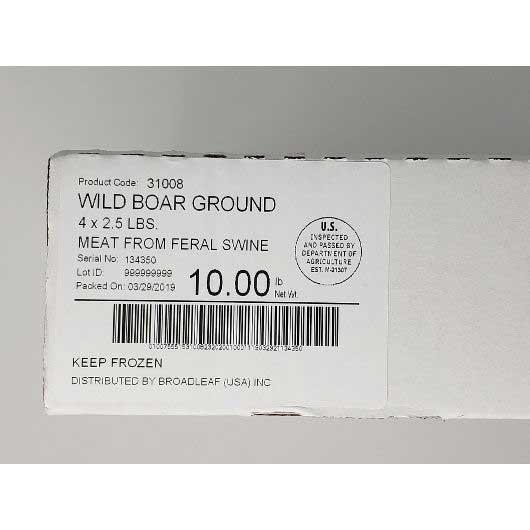 Product Code: 31008
WILD BOAR GROUND
4 x 2.5 LBS.
MEAT FROM FERAL SWINE
Serial No: 134350
Lot ID: 999999999
Packed On: 03/29/2019
10.00 lb
Net Wt.
U.S.
INSPECTED
AND PASSED BY
DEPARTMENT OF
AGRICULTURE
EST. M-21307
KEEP FROZEN
DISTRIBUTED BY BROADLEAF (USA) INC